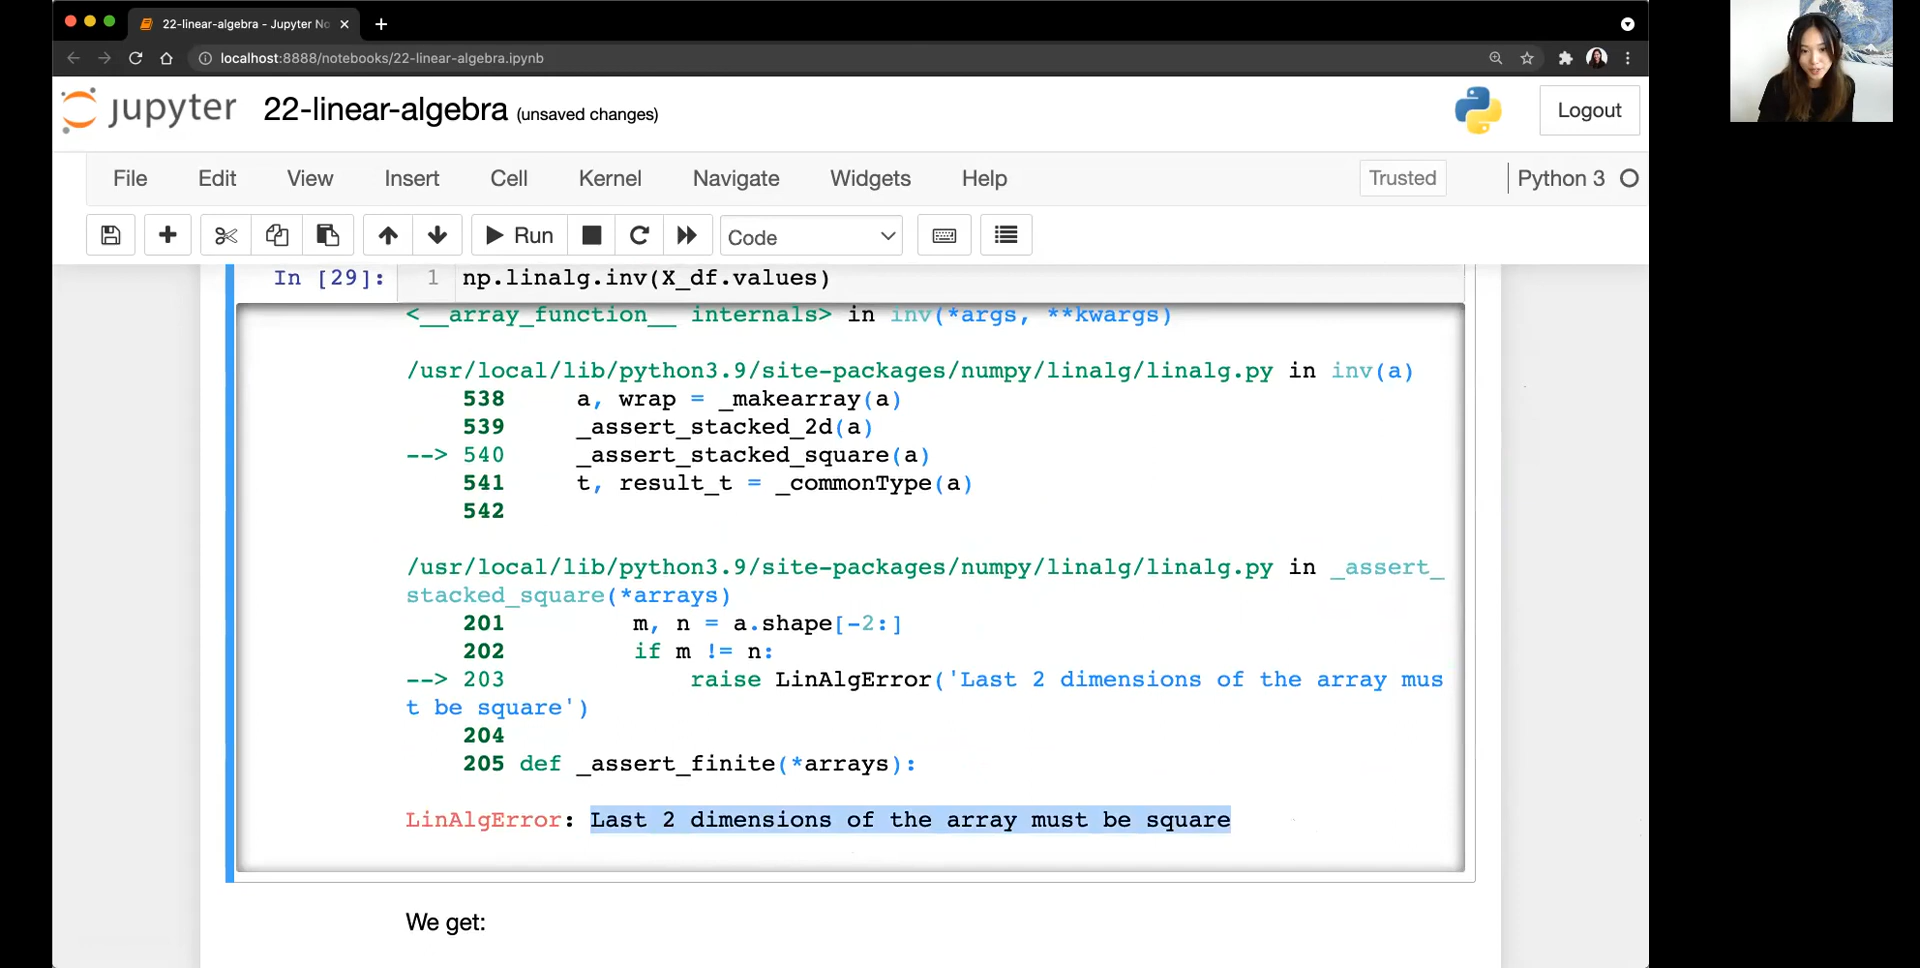 22-linear-algebra - Jupyter No
localhost:8888/notebooks/22-linear-algebra.ipynb
jupyter 22-linear-algebra (unsaved changes) Logout
File Edit View Insert Cell Kernel Navigate Widgets Help Trusted Python 3
Run Code
In [29]: 1 np.linalg.inv(X_df.values)
<__array_function__ internals> in inv(*args, **kwargs)
/usr/local/lib/python3.9/site-packages/numpy/linalg/linalg.py in inv(a)
538 a, wrap = _makearray(a)
539 _assert_stacked_2d(a)
--> 540 _assert_stacked_square(a)
541 t, result_t = _commonType(a)
542
/usr/local/lib/python3.9/site-packages/numpy/linalg/linalg.py in _assert_
stacked_square(*arrays)
201 m, n = a.shape[-2:]
202 if m != n:
--> 203 raise LinAlgError('Last 2 dimensions of the array mus
t be square')
204
205 def _assert_finite(*arrays):
LinAlgError: Last 2 dimensions of the array must be square
We get: